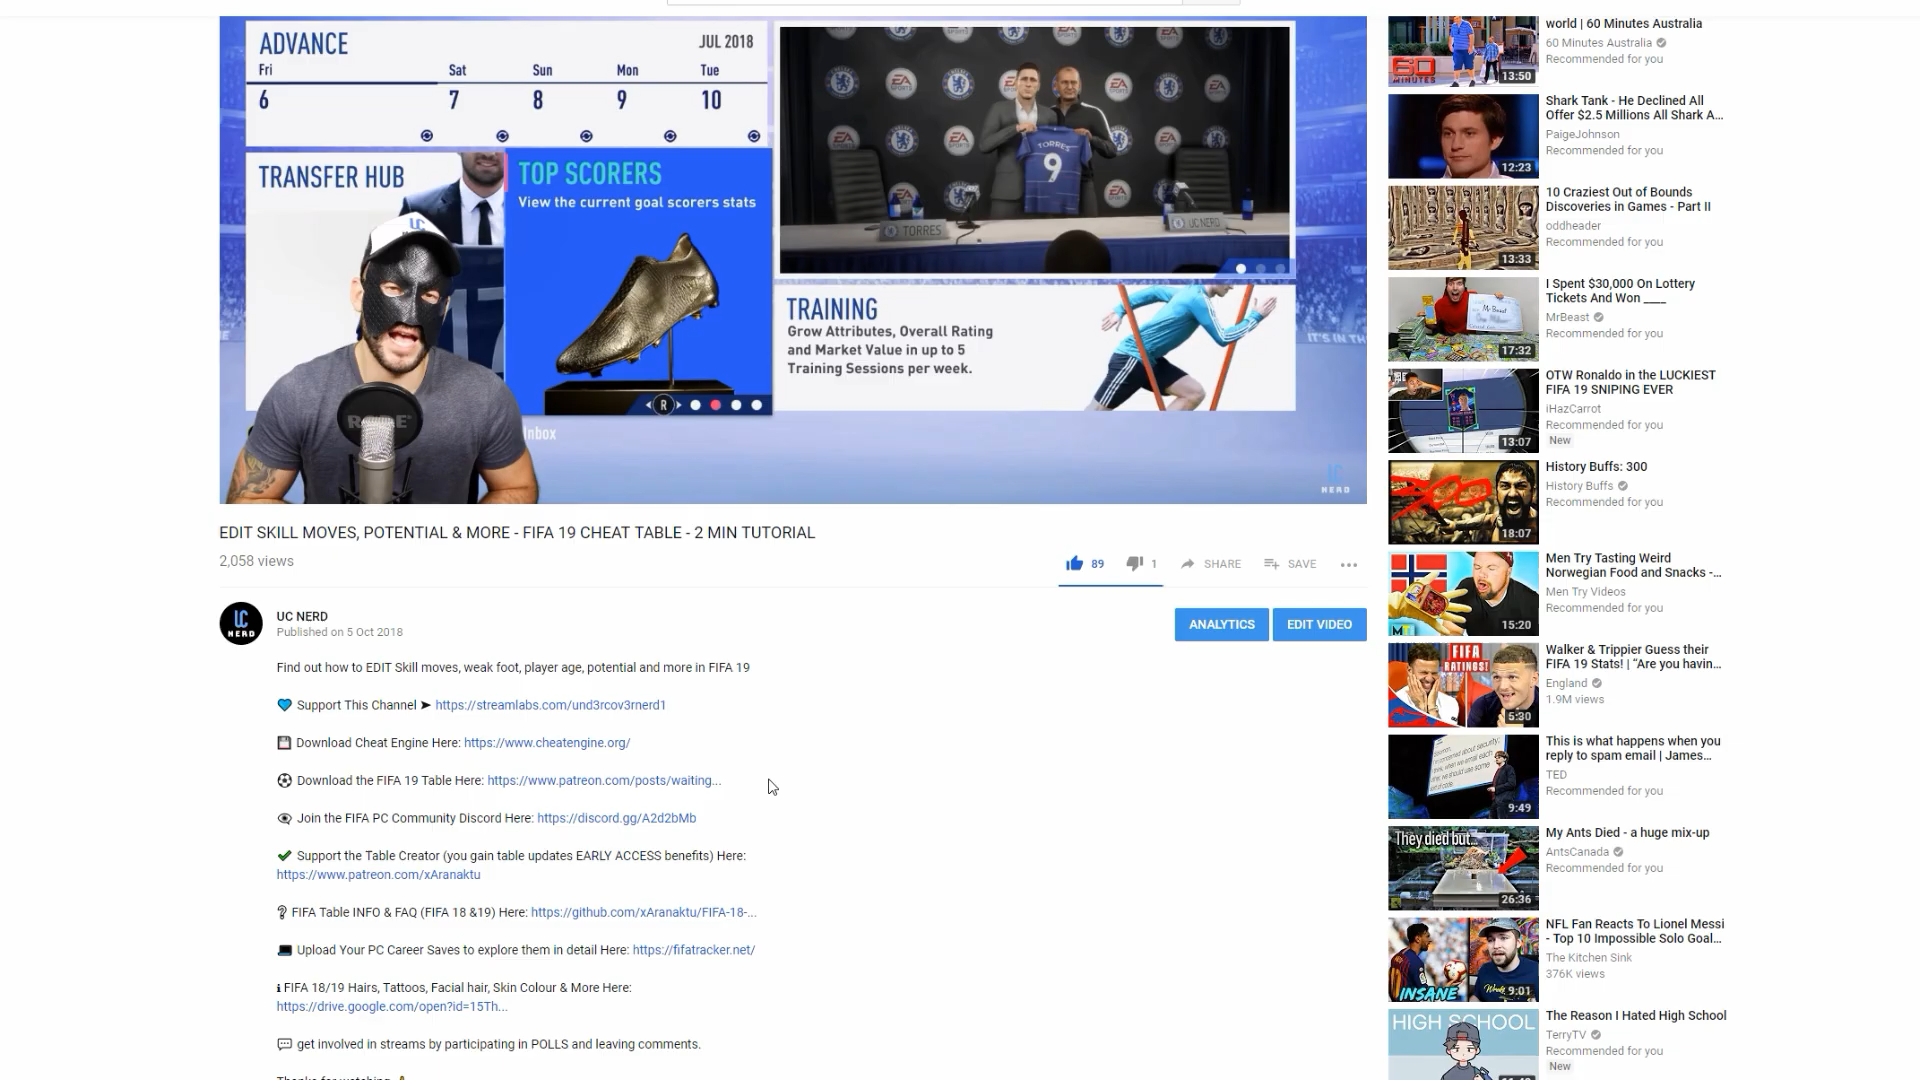 ADVANCE
JUL 2018
Fri
Sat
Sun
Mon
Tue
6
7
8
9
10
TRANSFER HUB
TOP SCORERS
View the current goal scorers stats
UC
RODE
R
Inbox
TORRES
9
TORRES
UC NERD
EA
SPORTS
TRAINING
Grow Attributes, Overall Rating
and Market Value in up to 5
Training Sessions per week.
IT'S IN TH
UC
NERD
EDIT SKILL MOVES, POTENTIAL & MORE - FIFA 19 CHEAT TABLE - 2 MIN TUTORIAL
2,058 views
89
1
SHARE
SAVE
UC
NERD
UC NERD
Published on 5 Oct 2018
ANALYTICS
EDIT VIDEO
Find out how to EDIT Skill moves, weak foot, player age, potential and more in FIFA 19
Support This Channel ➤ https://streamlabs.com/und3rcov3rnerd1
Download Cheat Engine Here: https://www.cheatengine.org/
Download the FIFA 19 Table Here: https://www.patreon.com/posts/waiting...
Join the FIFA PC Community Discord Here: https://discord.gg/A2d2bMb
Support the Table Creator (you gain table updates EARLY ACCESS benefits) Here:
https://www.patreon.com/xAranaktu
FIFA Table INFO & FAQ (FIFA 18 &19) Here: https://github.com/xAranaktu/FIFA-18-...
Upload Your PC Career Saves to explore them in detail Here: https://fifatracker.net/
ℹ FIFA 18/19 Hairs, Tattoos, Facial hair, Skin Colour & More Here:
https://drive.google.com/open?id=15Th...
get involved in streams by participating in POLLS and leaving comments.
world | 60 Minutes Australia
60 Minutes Australia
Recommended for you
60
MINUTES
13:50
Shark Tank - He Declined All
Offer $2.5 Millions All Shark A...
PaigeJohnson
Recommended for you
12:23
10 Craziest Out of Bounds
Discoveries in Games - Part II
oddheader
Recommended for you
13:33
I Spent $30,000 On Lottery
Tickets And Won ____
MrBeast
Recommended for you
17:32
OTW Ronaldo in the LUCKIEST
FIFA 19 SNIPING EVER
iHazCarrot
Recommended for you
New
13:07
History Buffs: 300
History Buffs
Recommended for you
300
18:07
Men Try Tasting Weird
Norwegian Food and Snacks -...
Men Try Videos
Recommended for you
15:20
Walker & Trippier Guess their
FIFA 19 Stats! | “Are you havin...
England
1.9M views
FIFA
RATINGS!
5:30
This is what happens when you
reply to spam email | James...
TED
Recommended for you
9:49
My Ants Died - a huge mix-up
AntsCanada
Recommended for you
They died but...
26:36
NFL Fan Reacts To Lionel Messi
- Top 10 Impossible Solo Goal...
The Kitchen Sink
376K views
INSANE
9:01
The Reason I Hated High School
TerryTV
Recommended for you
New
HIGH SCHOOL